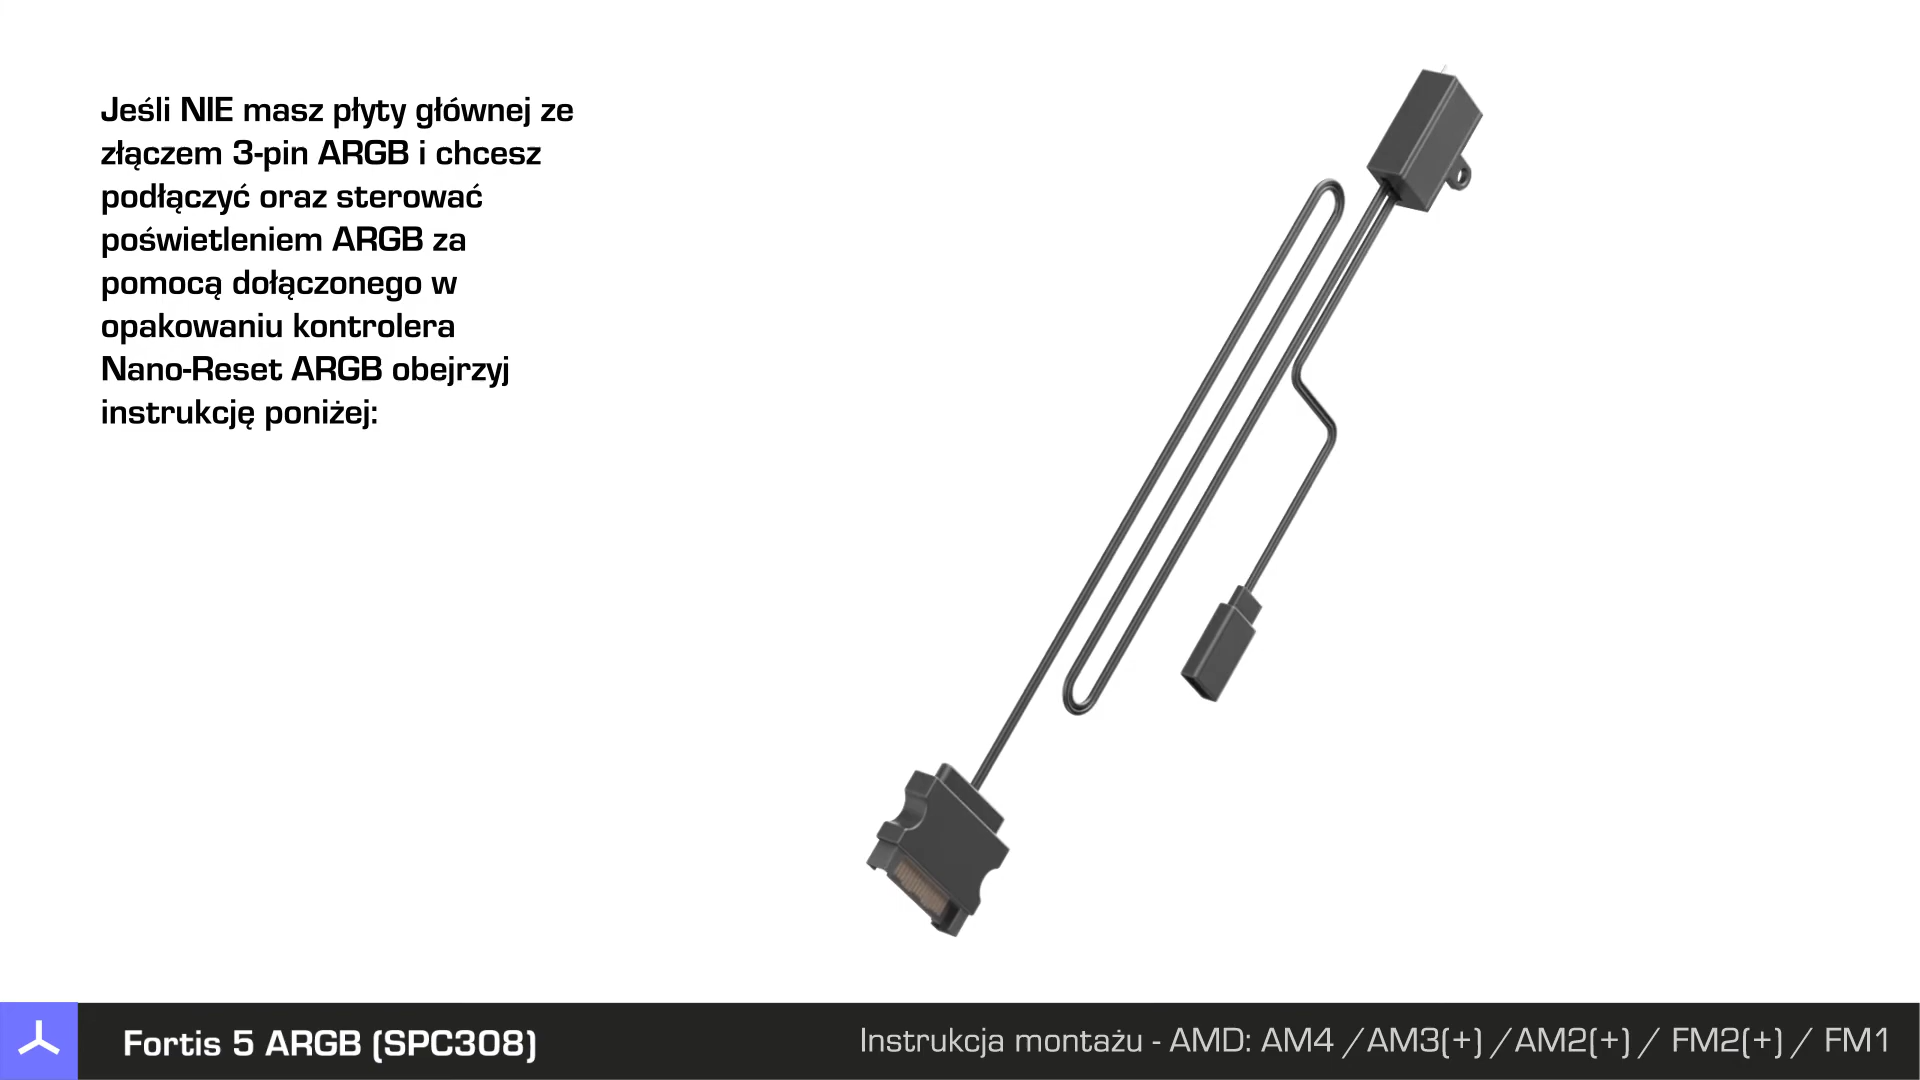 Jeśli NIE masz płyty głównej ze
złączem 3-pin ARGB i chcesz
podłączyć oraz sterować
poświetleniem ARGB za
pomocą dołączonego w
opakowaniu kontrolera
Nano-Reset ARGB obejrzyj
instrukcję poniżej:
Fortis 5 ARGB (SPC308)
Instrukcja montażu - AMD: AM4 / AM3(+) / AM2(+) / FM2(+) / FM1